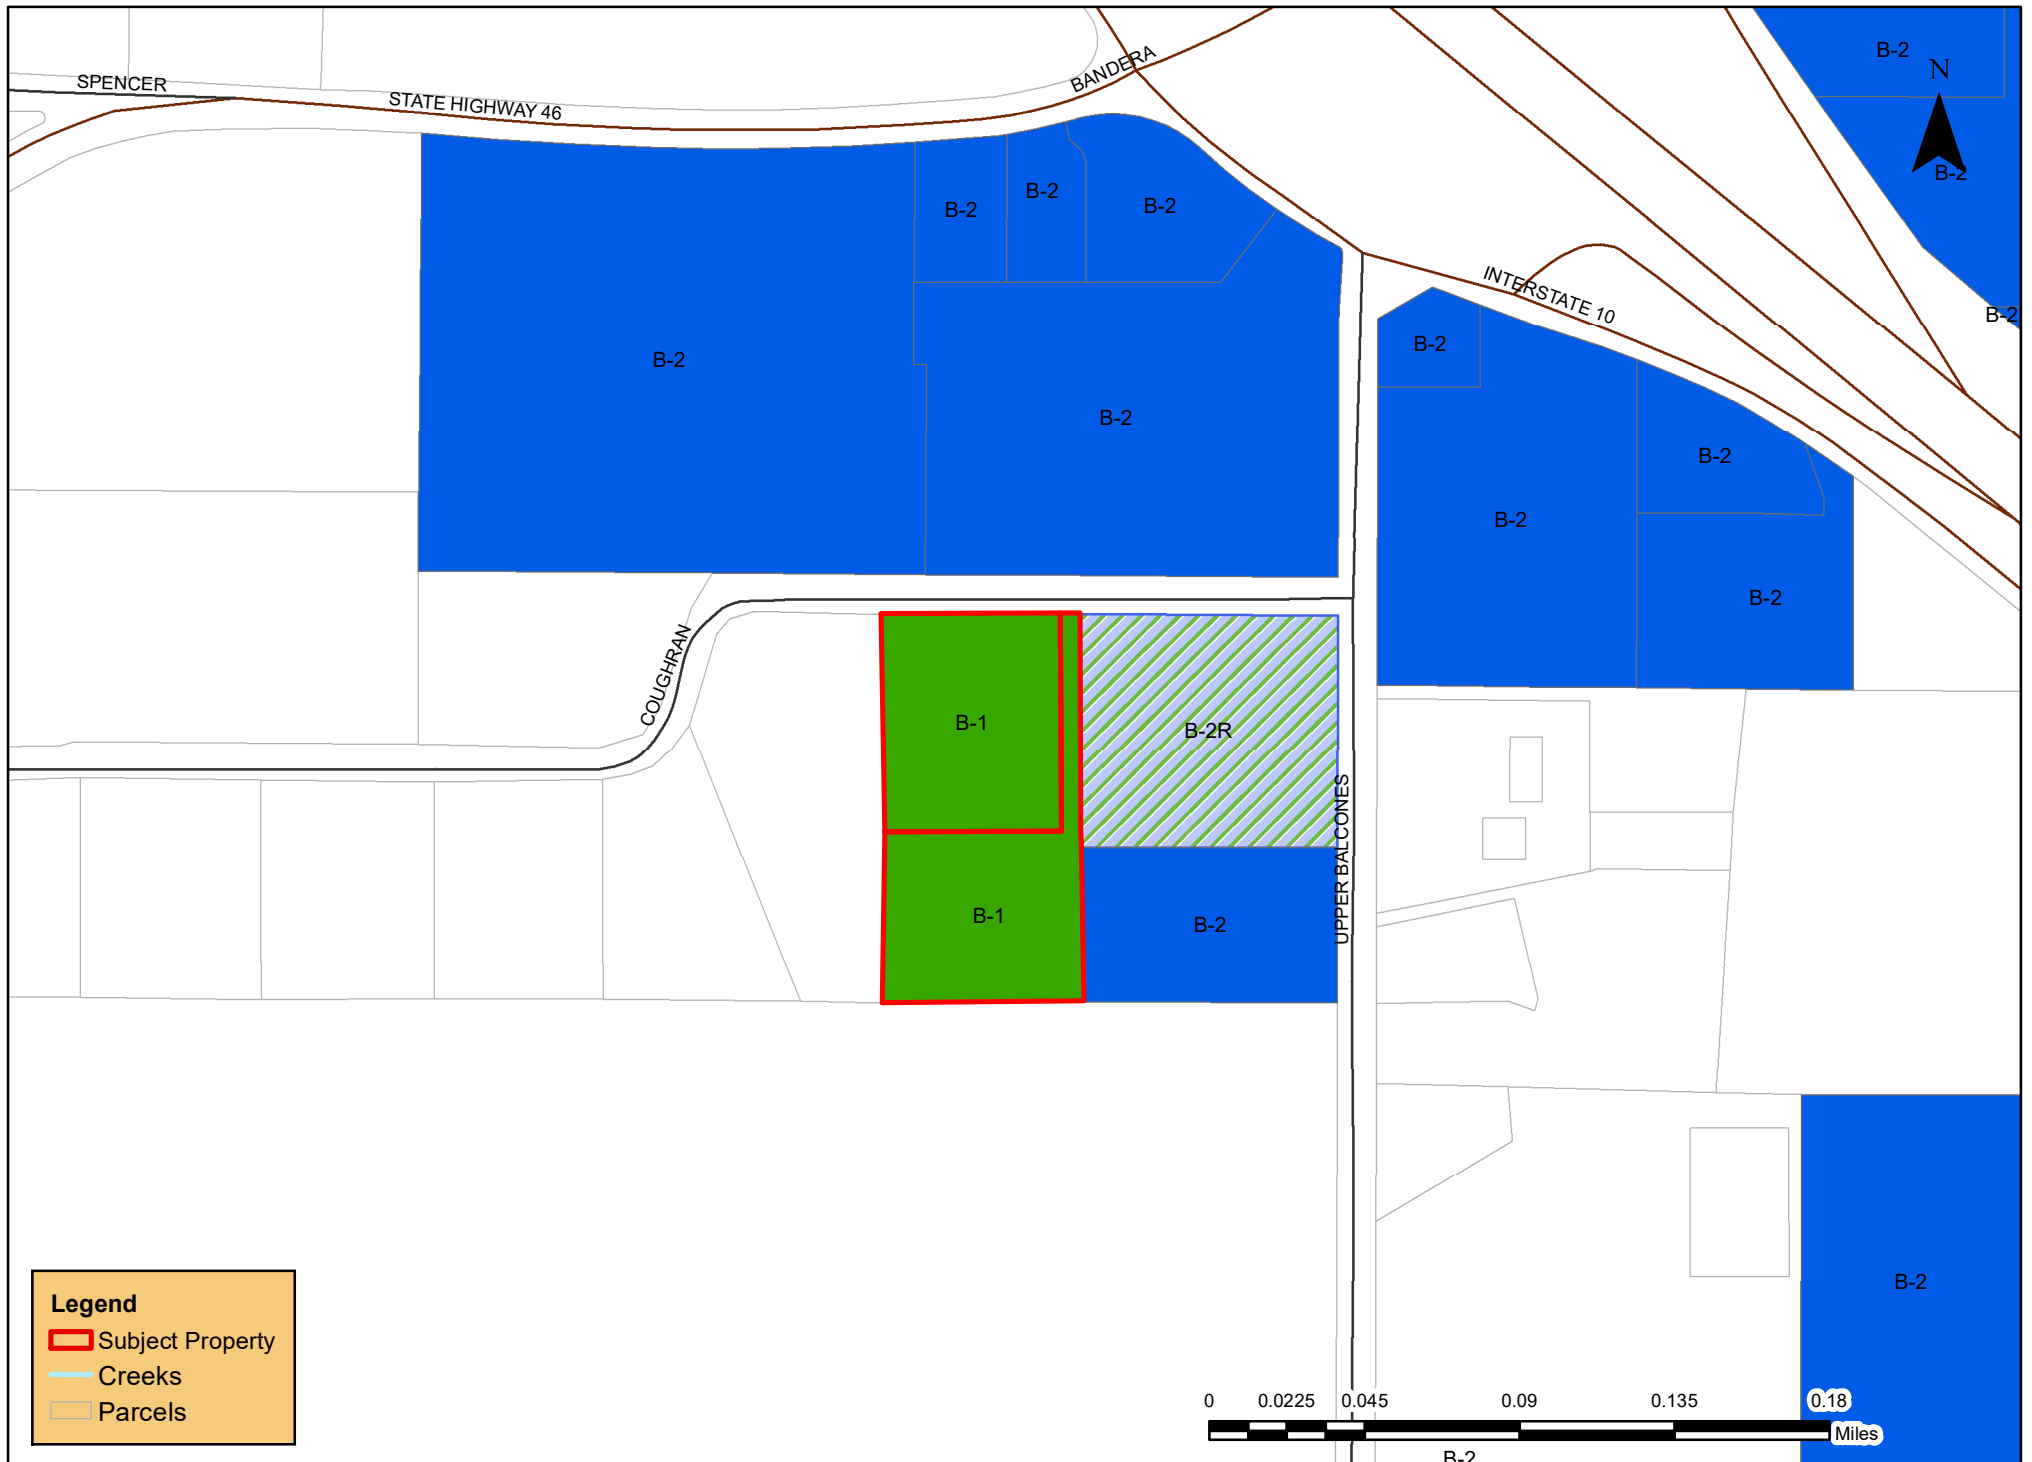 B-2
N
SPENCER
STATE HIGHWAY 46
BANDERA
B-2
B-2
B-2
B-2
INTERSTATE 10
B-2
B-2
B-2
B-2
B-2
B-2
B-2
COUGHRAN
B-2
B-1
B-2R
UPPER BALCONES
B-1
B-2
B-2
Legend
Subject Property
Creeks
Parcels
0 0.0225 0.045 0.09 0.135 0.18
Miles
B-2